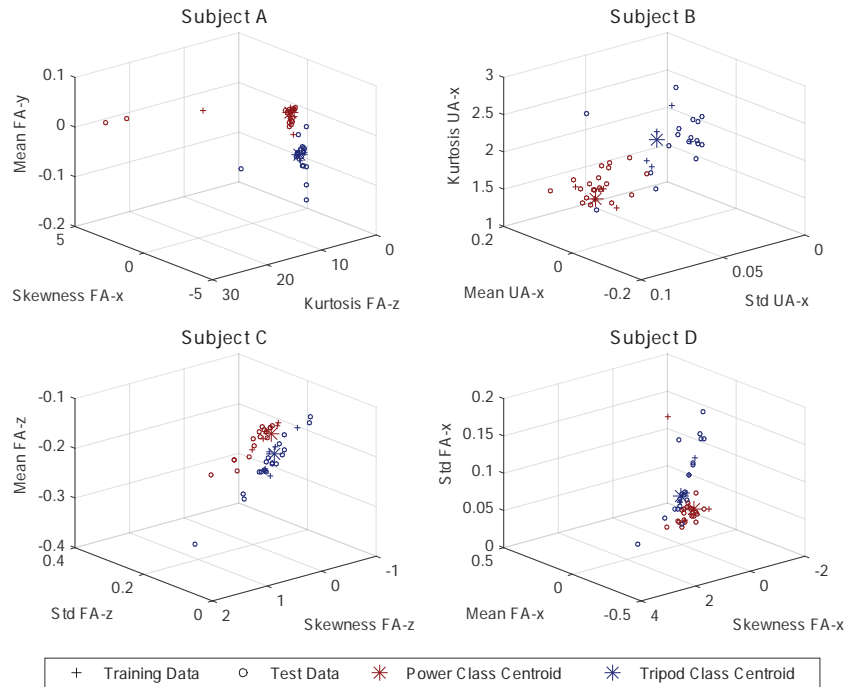 Subject A
Mean FA-y
0.1
0
-0.1
-0.2
5
0
-5
Skewness FA-x
30
20
10
0
Kurtosis FA-z
Subject B
Kurtosis UA-x
3
2.5
2
1.5
1
0.2
0
-0.2
Mean UA-x
0.1
0.05
0
Std UA-x
Subject C
Mean FA-z
-0.1
-0.2
-0.3
-0.4
0.4
0.2
0
Std FA-z
2
1
0
-1
Skewness FA-z
Subject D
Std FA-x
0.2
0.15
0.1
0.05
0
0.5
0
-0.5
Mean FA-x
4
2
0
-2
Skewness FA-x
Training Data Test Data Power Class Centroid Tripod Class Centroid